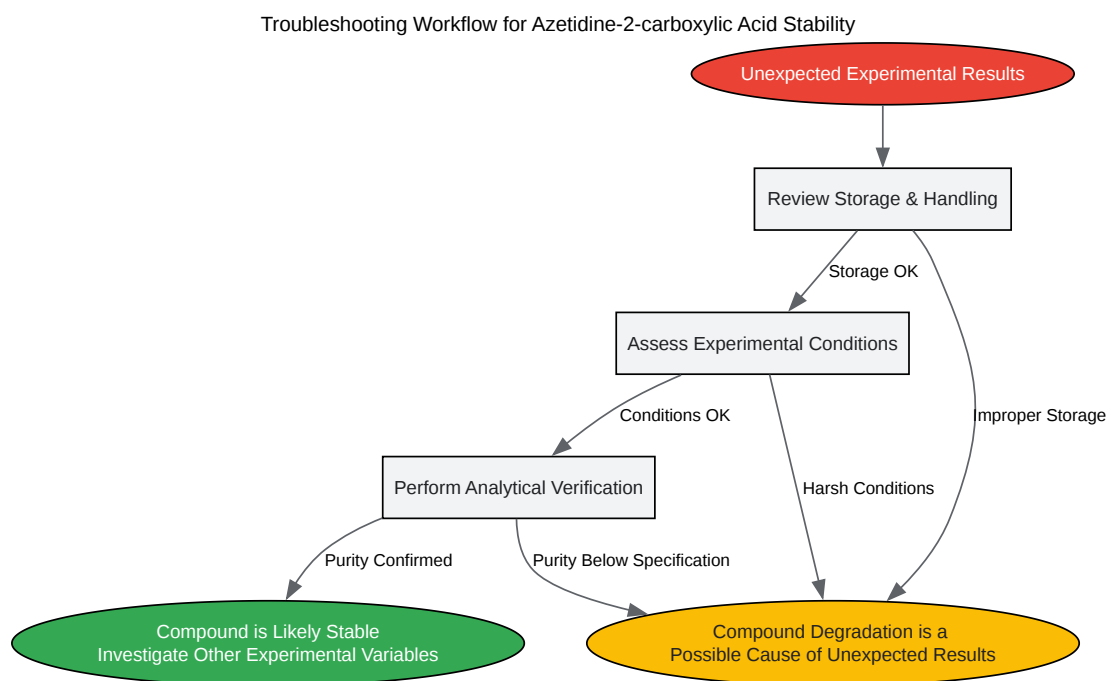 Troubleshooting Workflow for Azetidine-2-carboxylic Acid Stability
Unexpected Experimental Results
Review Storage & Handling
Storage OK
Assess Experimental Conditions
Conditions OK
Improper Storage
Perform Analytical Verification
Harsh Conditions
Purity Confirmed
Purity Below Specification
Compound is Likely Stable
Investigate Other Experimental Variables
Compound Degradation is a
Possible Cause of Unexpected Results